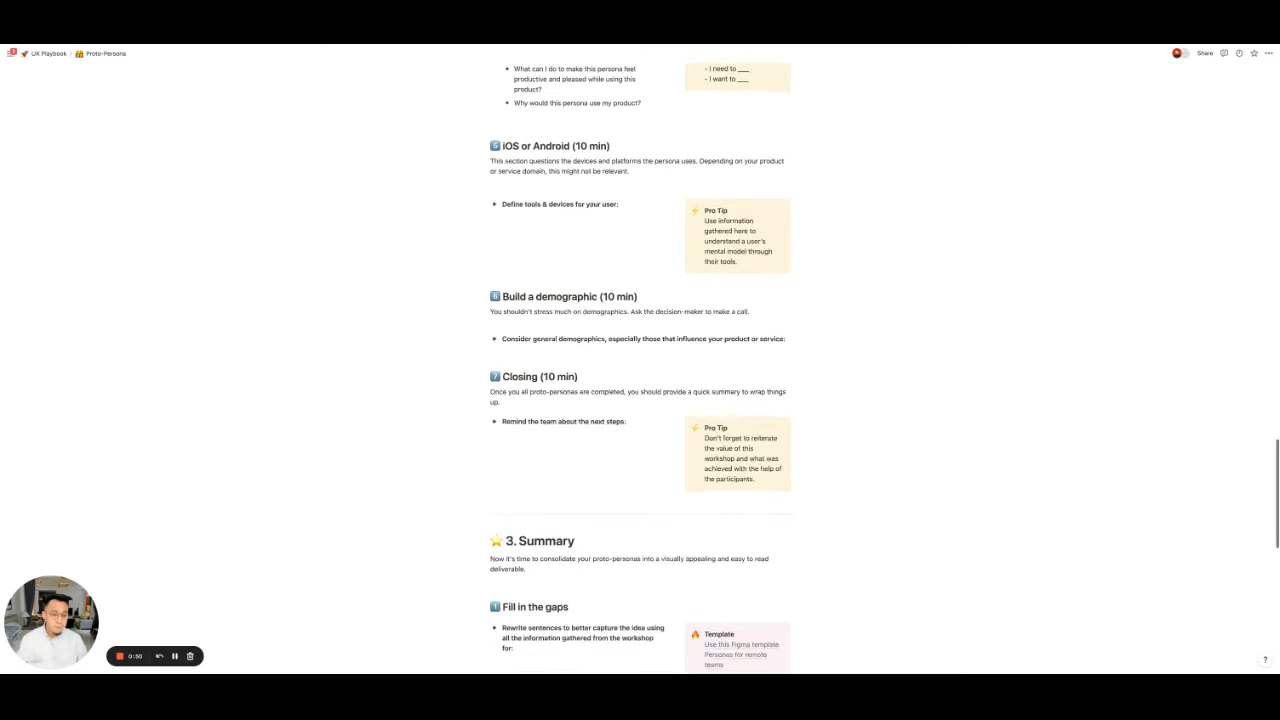 UX Playbook / Proto-Persona
Share
What can I do to make this persona feel
productive and pleased while using this
product?
Why would this persona use my product?
- I need to ___
- I want to ___
5 iOS or Android (10 min)
This section questions the devices and platforms the persona uses. Depending on your product
or service domain, this might not be relevant.
Define tools & devices for your user:
Pro Tip
Use information
gathered here to
understand a user's
mental model through
their tools.
6 Build a demographic (10 min)
You shouldn't stress much on demographics. Ask the decision-maker to make a call.
Consider general demographics, especially those that influence your product or service:
7 Closing (10 min)
Once you all proto-personas are completed, you should provide a quick summary to wrap things
up.
Remind the team about the next steps:
Pro Tip
Don't forget to reiterate
the value of this
workshop and what was
achieved with the help of
the participants.
3. Summary
Now it's time to consolidate your proto-personas into a visually appealing and easy to read
deliverable.
1 Fill in the gaps
Rewrite sentences to better capture the idea using
all the information gathered from the workshop
for:
Template
Use this Figma template
Personas for remote
teams
0:50
?